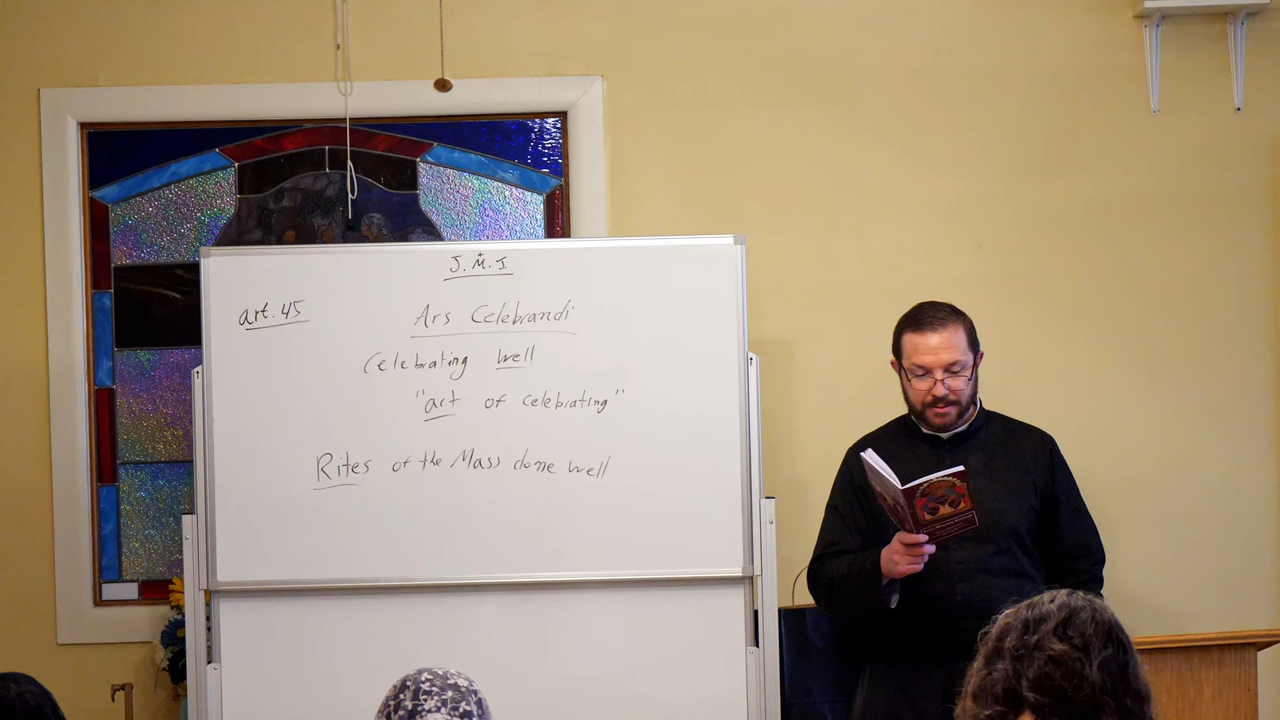 J. M. J.
art. 45
Ars Celebrandi
Celebrating well
"art of celebrating"
Rites of the Mass done well